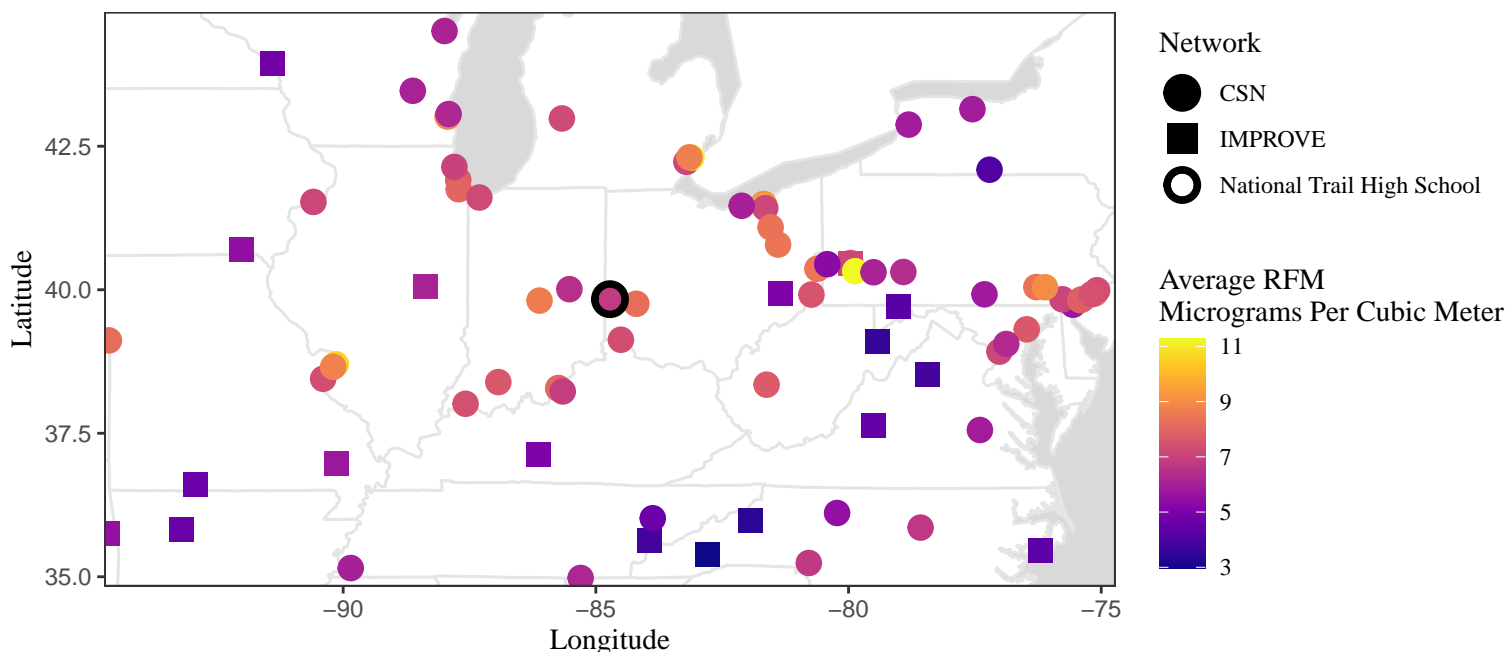 42.5
40.0
37.5
35.0
Latitude
−90
−85
−80
−75
Longitude
Network
CSN
IMPROVE
National Trail High School
Average RFM
Micrograms Per Cubic Meter
11
9
7
5
3